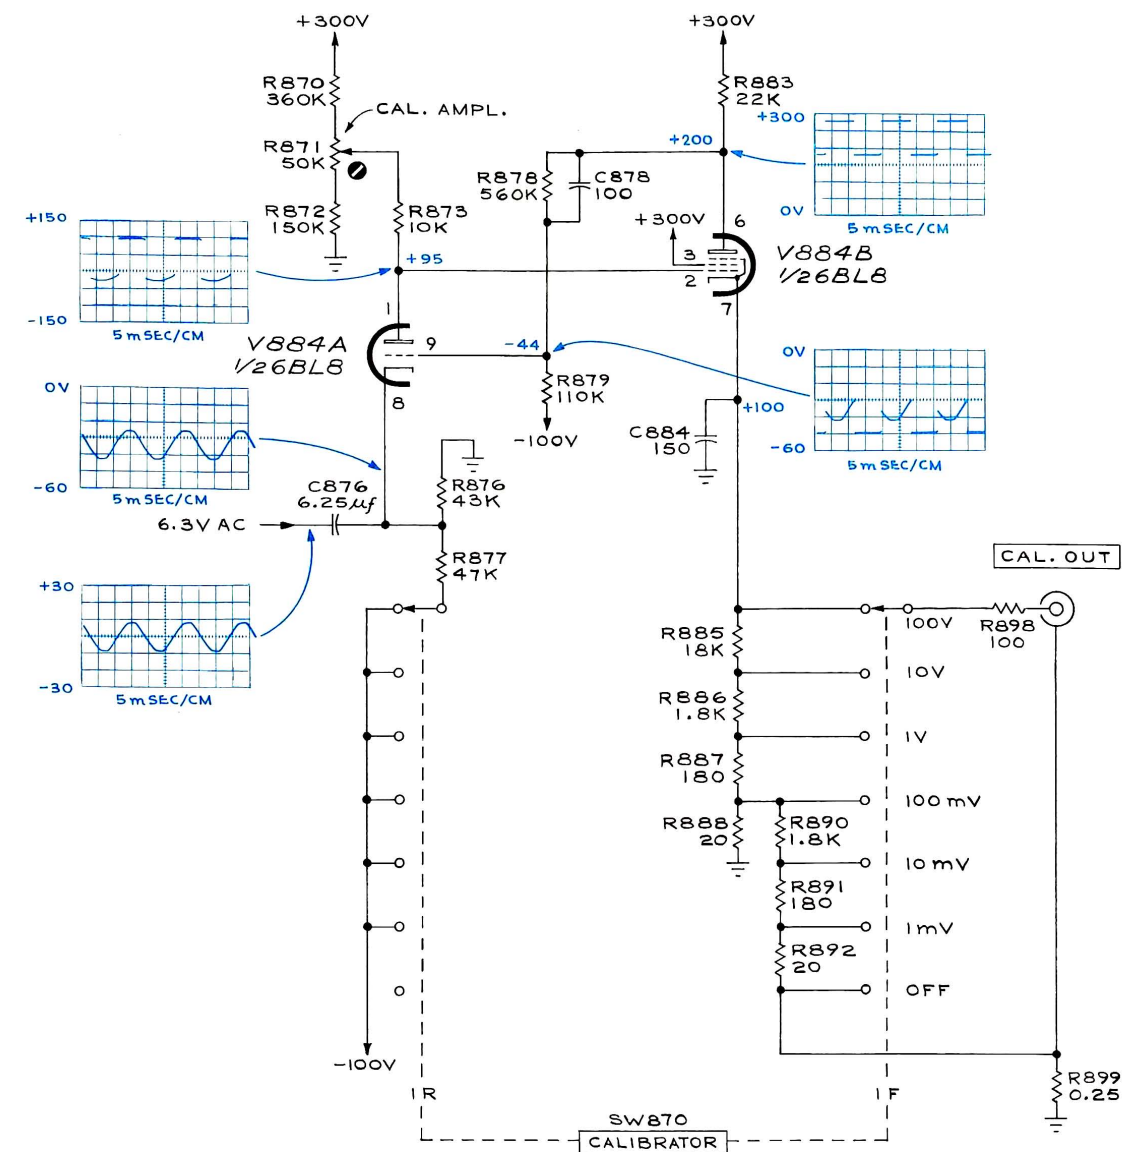 +300V
+300V
R870
360K
CAL. AMPL.
R871
50K
R872
150K
R873
10K
R878
560K
C878
100
R883
22K
+200
+300
0V
5 mSEC/CM
+300V
3
2
6
7
V884B
1/26BL8
+150
-150
5 mSEC/CM
+95
1
9
8
V884A
1/26BL8
-44
R879
110K
-100V
0V
-60
5 mSEC/CM
+100
C884
150
0V
-60
5 mSEC/CM
C876
6.25µf
6.3V AC
R876
43K
R877
47K
+30
-30
5 mSEC/CM
CAL. OUT
100V
R898
100
R885
18K
10V
R886
1.8K
1V
R887
180
100 mV
R888
20
R890
1.8K
10 mV
R891
180
1 mV
R892
20
OFF
-100V
R899
0.25
1R
1F
SW870
CALIBRATOR